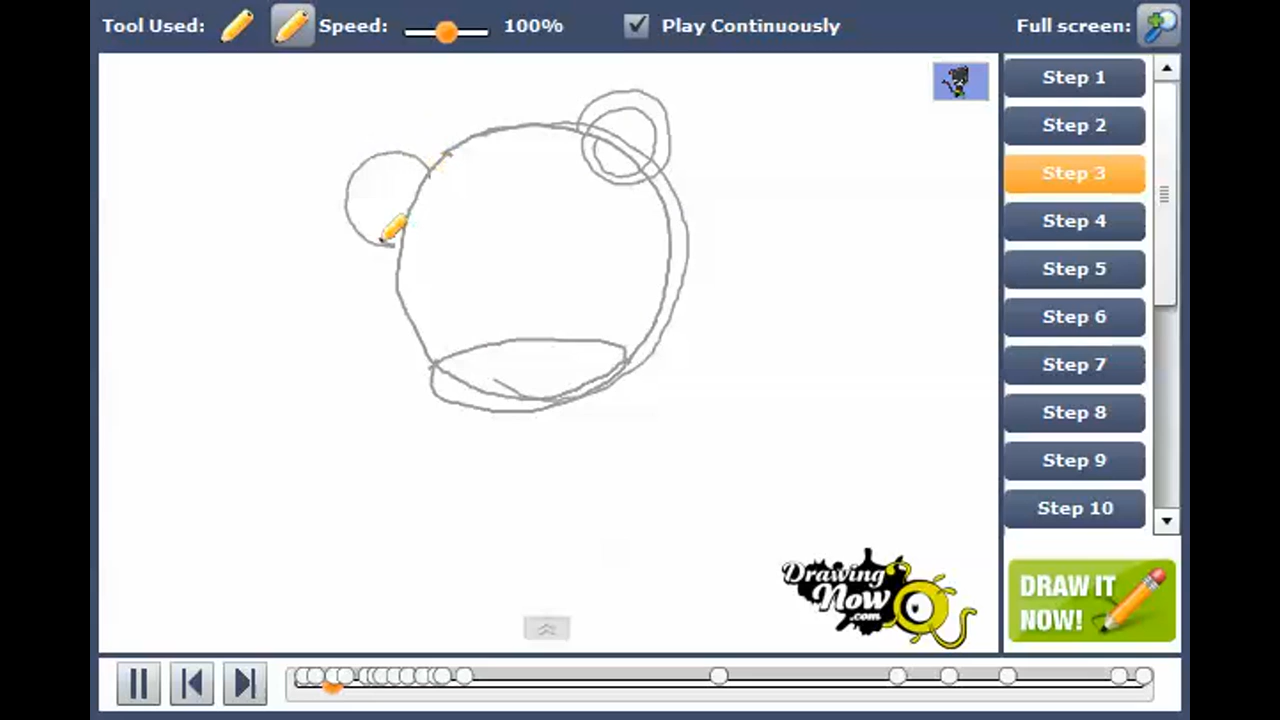 Tool Used:
Speed:
100%
Play Continuously
Full screen:
Step 1
Step 2
Step 3
Step 4
Step 5
Step 6
Step 7
Step 8
Step 9
Step 10
Drawing
Now
.com
DRAW IT
NOW!